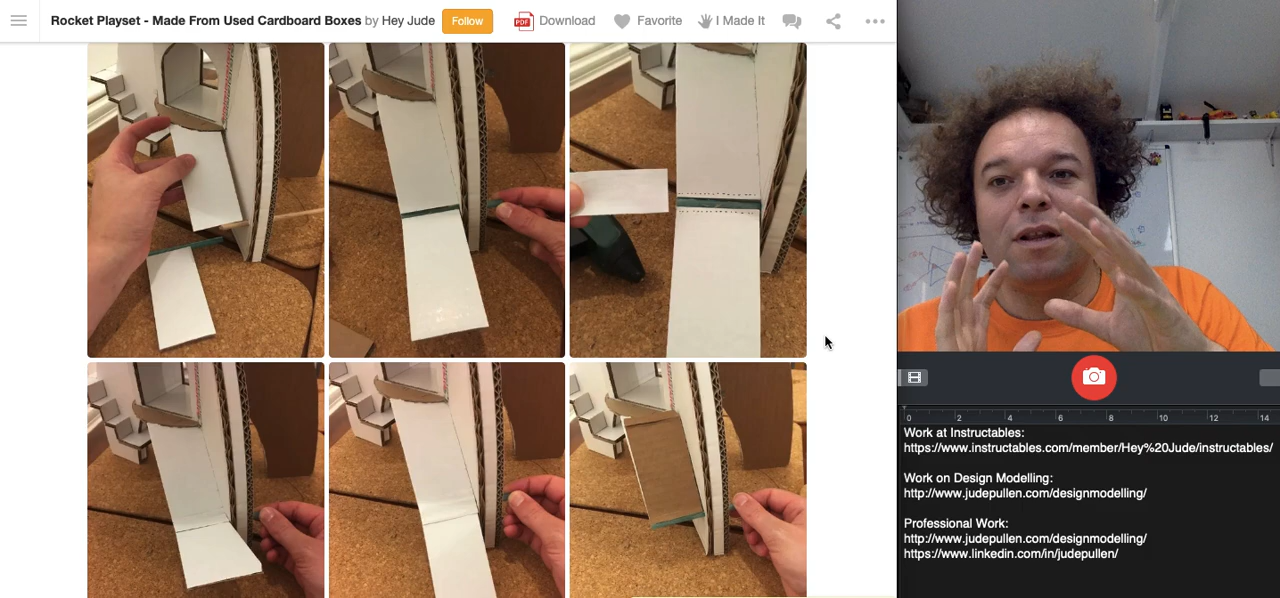 Rocket Playset - Made From Used Cardboard Boxes by Hey Jude Follow PDF Download Favorite I Made It
0 2 4 6 8 10 12 14
Work at Instructables:
https://www.instructables.com/member/Hey%20Jude/instructables/
Work on Design Modelling:
http://www.judepullen.com/designmodelling/
Professional Work:
http://www.judepullen.com/designmodelling/
https://www.linkedin.com/in/judepullen/